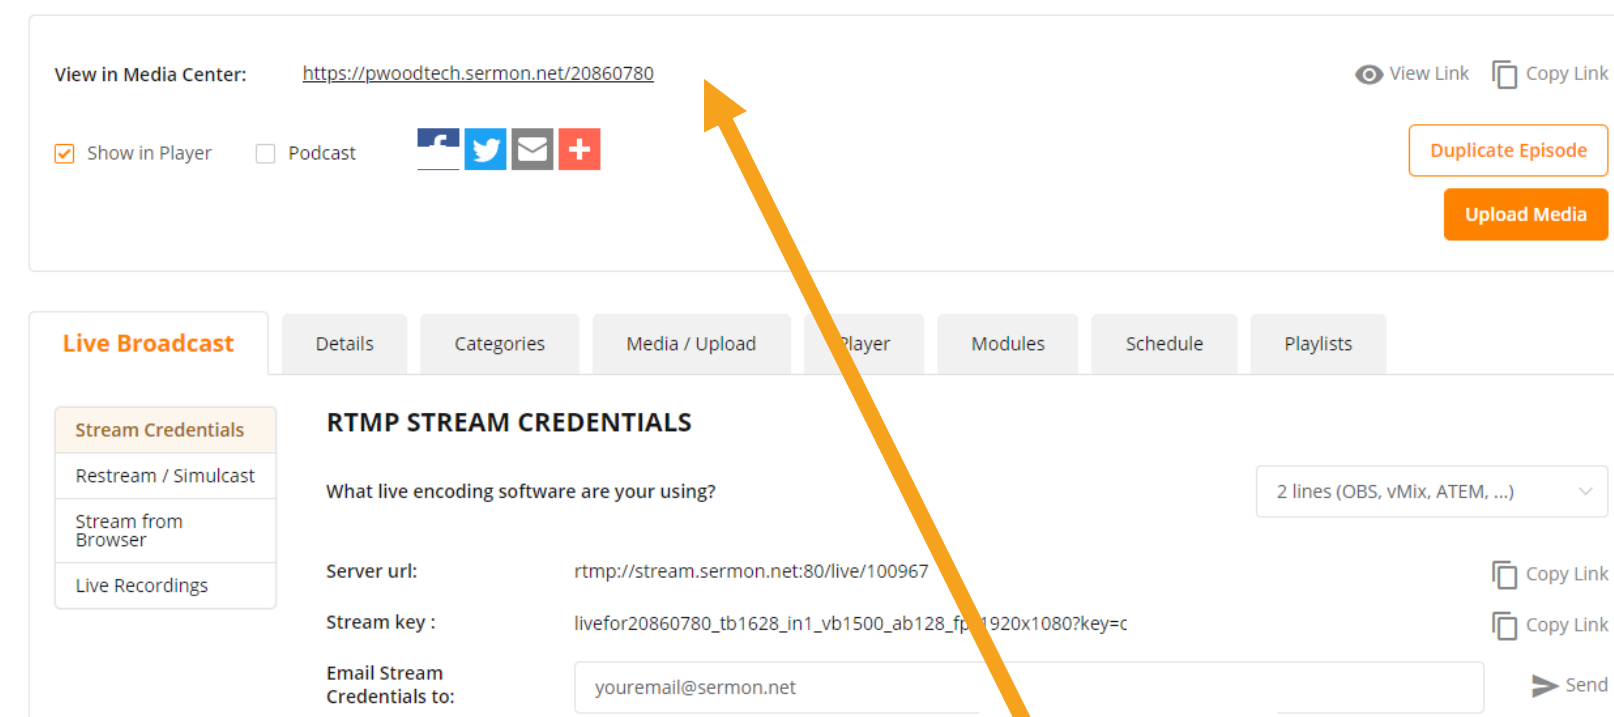 View in Media Center: https://pwoodtech.sermon.net/20860780 View Link Copy Link
Show in Player Podcast
Duplicate Episode
Upload Media
Live Broadcast Details Categories Media / Upload Player Modules Schedule Playlists
Stream Credentials
Restream / Simulcast
Stream from
Browser
Live Recordings
RTMP STREAM CREDENTIALS
What live encoding software are your using? 2 lines (OBS, vMix, ATEM, ...)
Server url: rtmp://stream.sermon.net:80/live/100967 Copy Link
Stream key : Copy Link
Email Stream
Credentials to: youremail@sermon.net Send